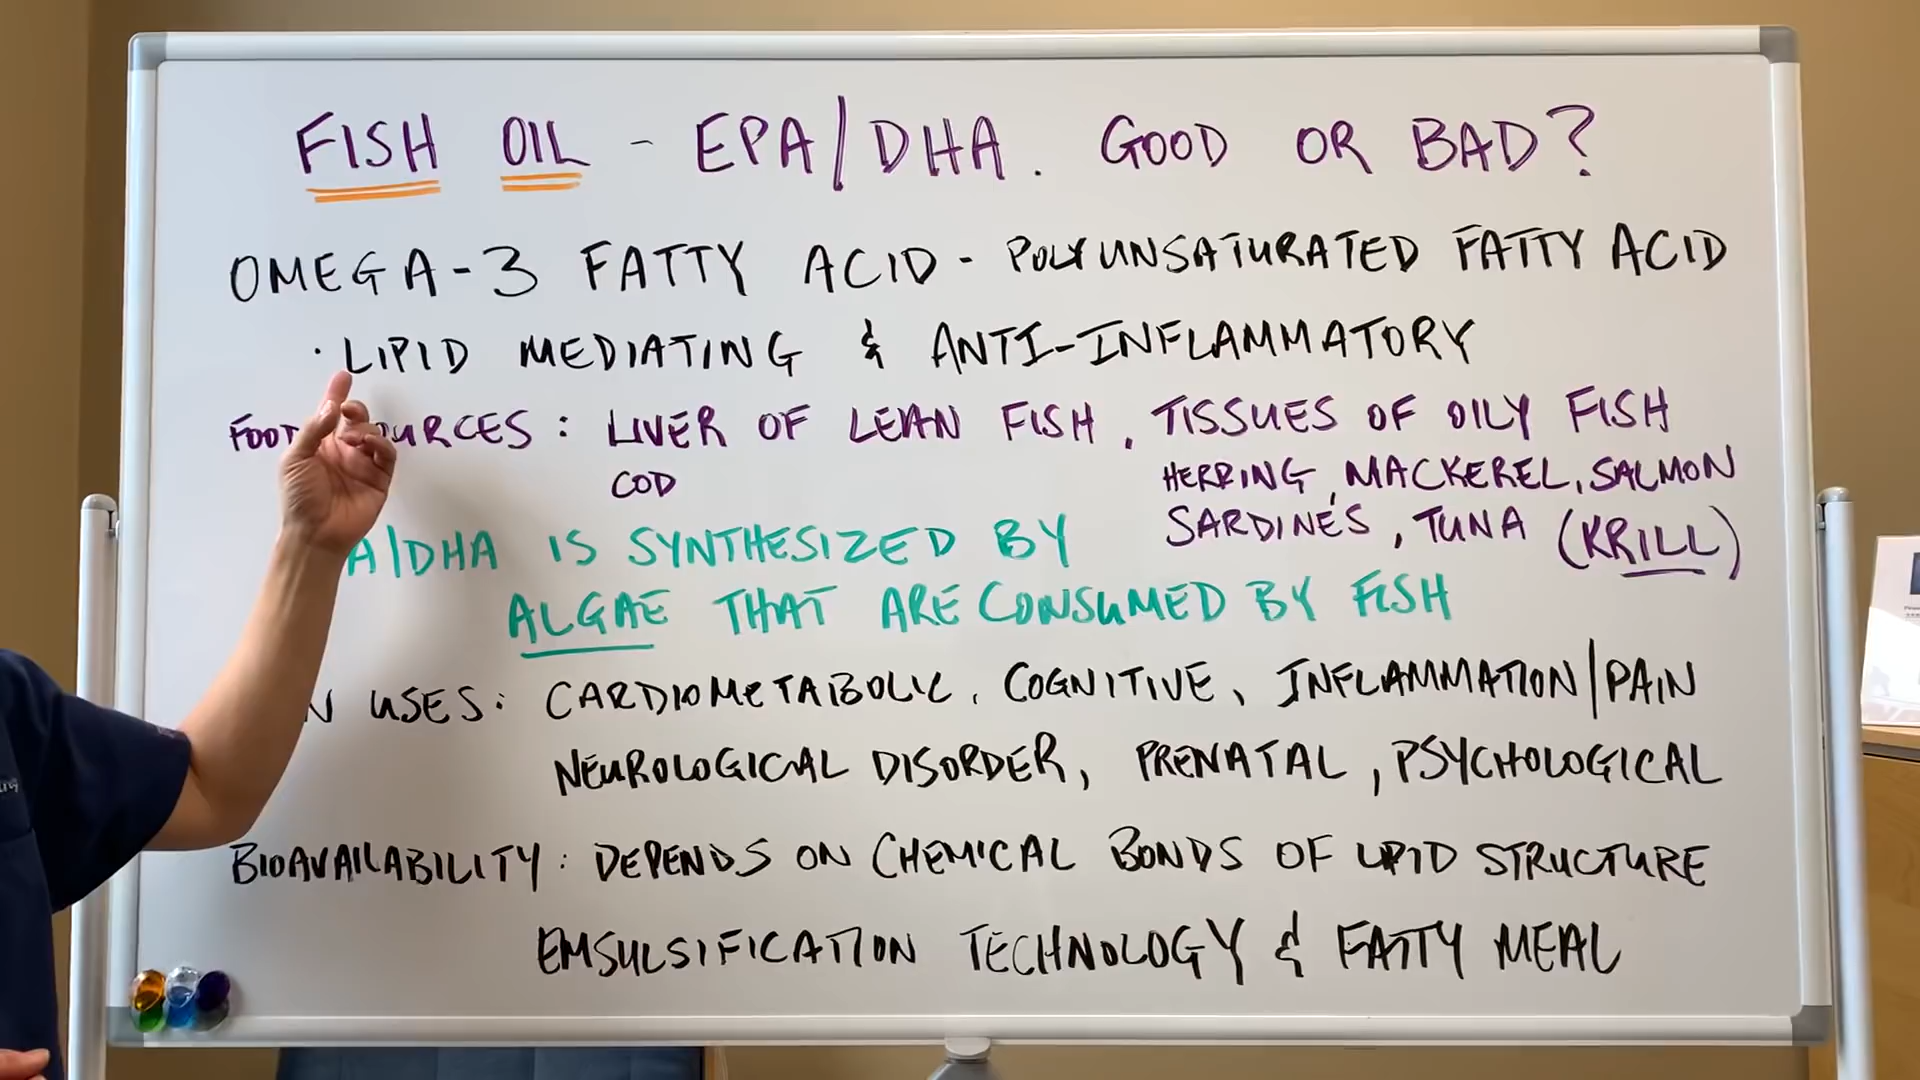 FISH OIL - EPA/DHA. GOOD OR BAD?
OMEGA-3 FATTY ACID - POLYUNSATURATED FATTY ACID
· LIPID MEDIATING & ANTI-INFLAMMATORY
FOOD SOURCES: LIVER OF LEAN FISH, TISSUES OF OILY FISH
COD
HERRING, MACKEREL, SALMON
SARDINES, TUNA (KRILL)
A/DHA IS SYNTHESIZED BY
ALGAE THAT ARE CONSUMED BY FISH
N USES: CARDIOMETABOLIC, COGNITIVE, INFLAMMATION/PAIN
NEUROLOGICAL DISORDER, PRENATAL, PSYCHOLOGICAL
BIOAVAILABILITY: DEPENDS ON CHEMICAL BONDS OF LIPID STRUCTURE
EMSULSIFICATION TECHNOLOGY & FATTY MEAL